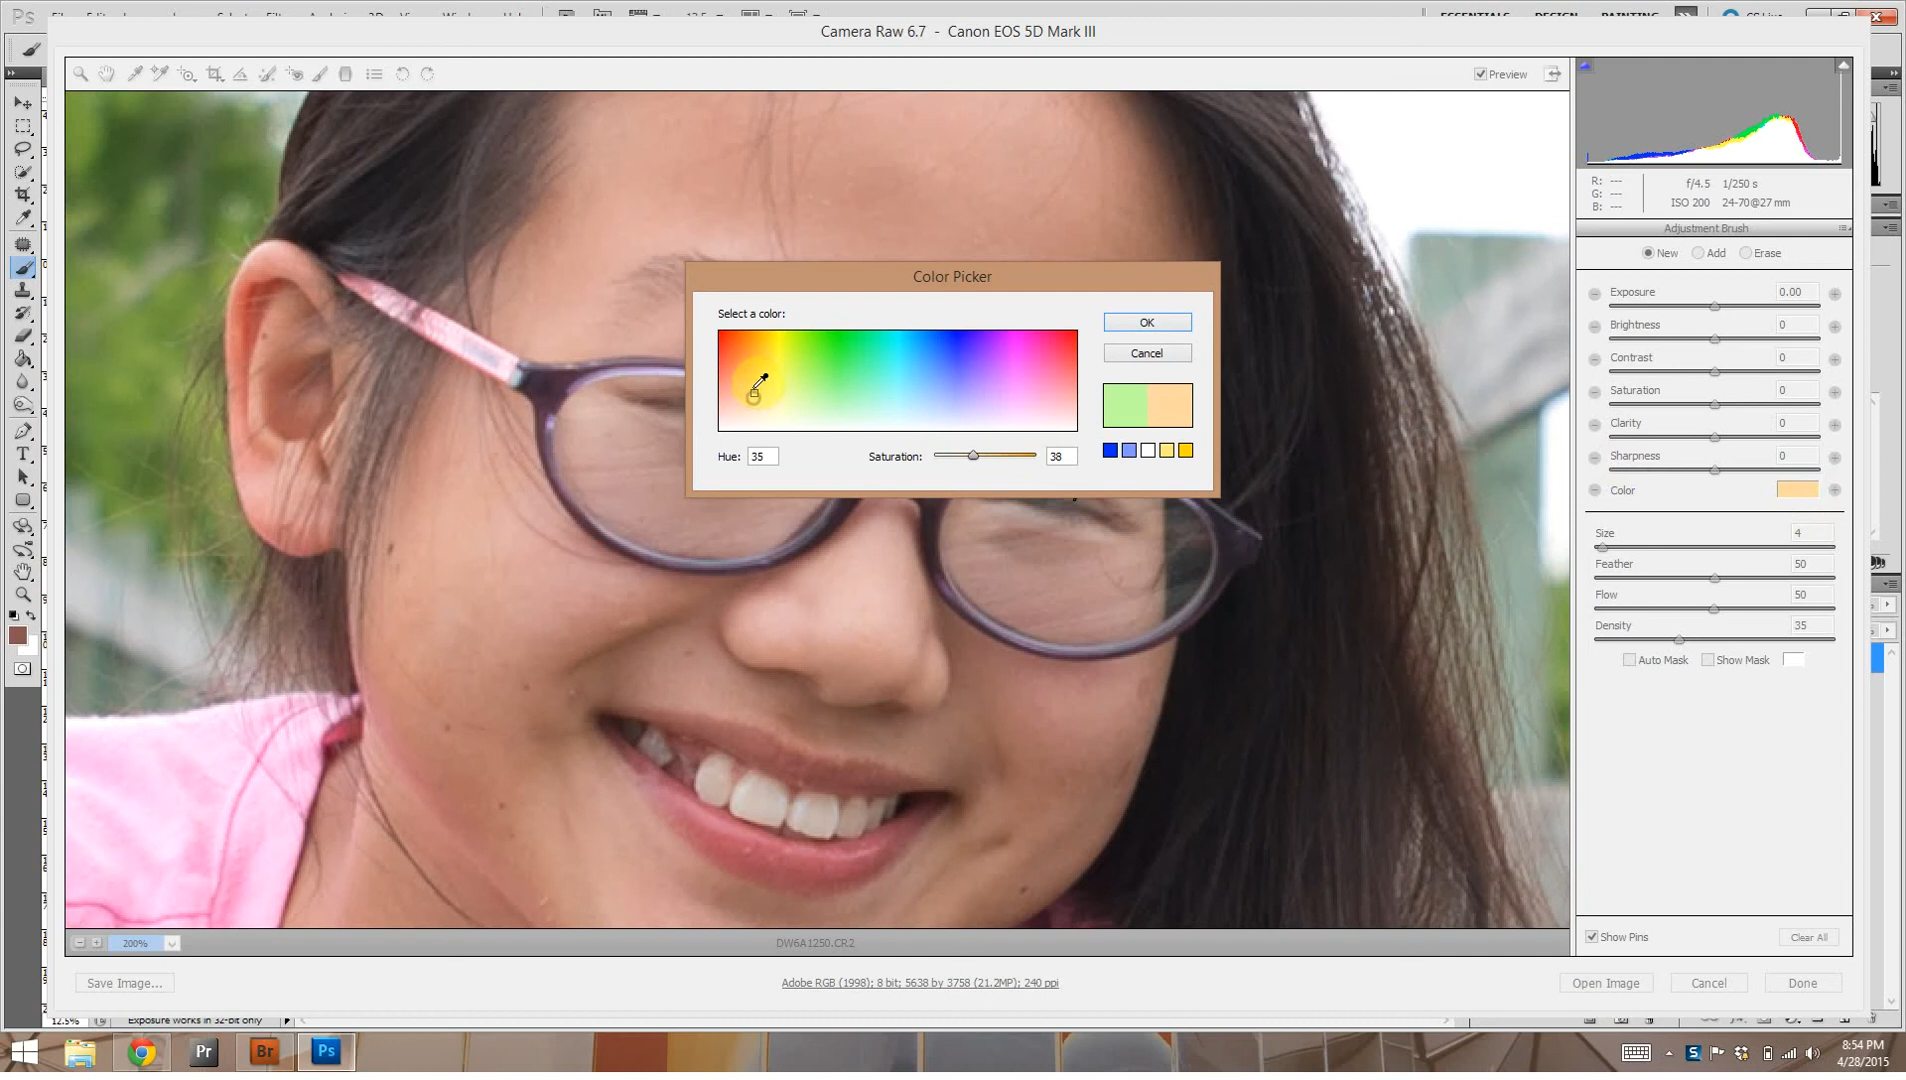 Camera Raw 6.7 - Canon EOS 5D Mark III
Preview
R: ---
G: ---
B: ---
f/4.5 1/250 s
ISO 200 24-70@27 mm
Adjustment Brush
New Add Erase
Exposure 0.00
Brightness 0
Contrast 0
Saturation 0
Clarity 0
Sharpness 0
Color
Size 4
Feather 50
Flow 50
Density 35
Auto Mask Show Mask
Color Picker
Select a color:
OK
Cancel
Hue: 35
Saturation: 38
200%
DW6A1250.CR2
Show Pins
Clear All
Save Image...
Adobe RGB (1998); 8 bit; 5638 by 3758 (21.2MP); 240 ppi
Open Image
Cancel
Done
12.5%
Exposure works in 32-bit only
Pr
Br
Ps
8:54 PM
4/28/2015